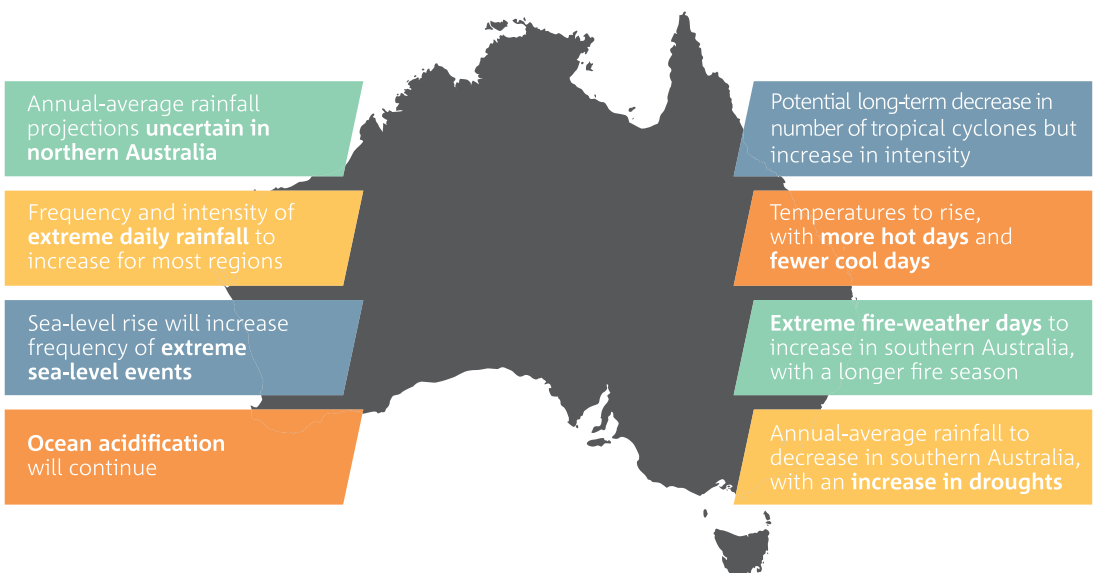 Annual-average rainfall
projections uncertain in
northern Australia
Frequency and intensity of
extreme daily rainfall to
increase for most regions
Sea-level rise will increase
frequency of extreme
sea-level events
Ocean acidification
will continue
Potential long-term decrease in
number of tropical cyclones but
increase in intensity
Temperatures to rise,
with more hot days and
fewer cool days
Extreme fire-weather days to
increase in southern Australia,
with a longer fire season
Annual-average rainfall to
decrease in southern Australia,
with an increase in droughts